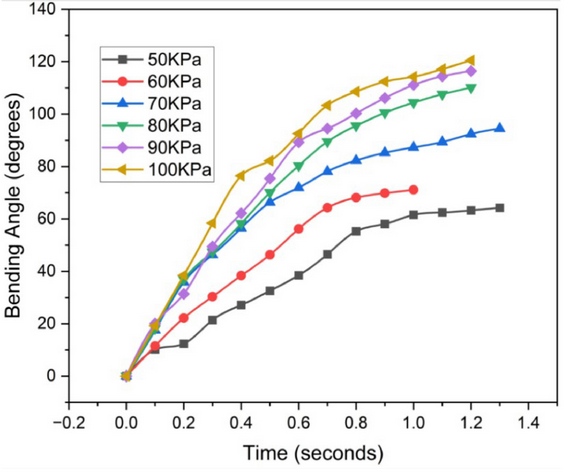 140
120
100
80
60
40
20
0
Bending Angle (degrees)
50KPa
60KPa
70KPa
80KPa
90KPa
100KPa
−0.2 0.0 0.2 0.4 0.6 0.8 1.0 1.2 1.4
Time (seconds)